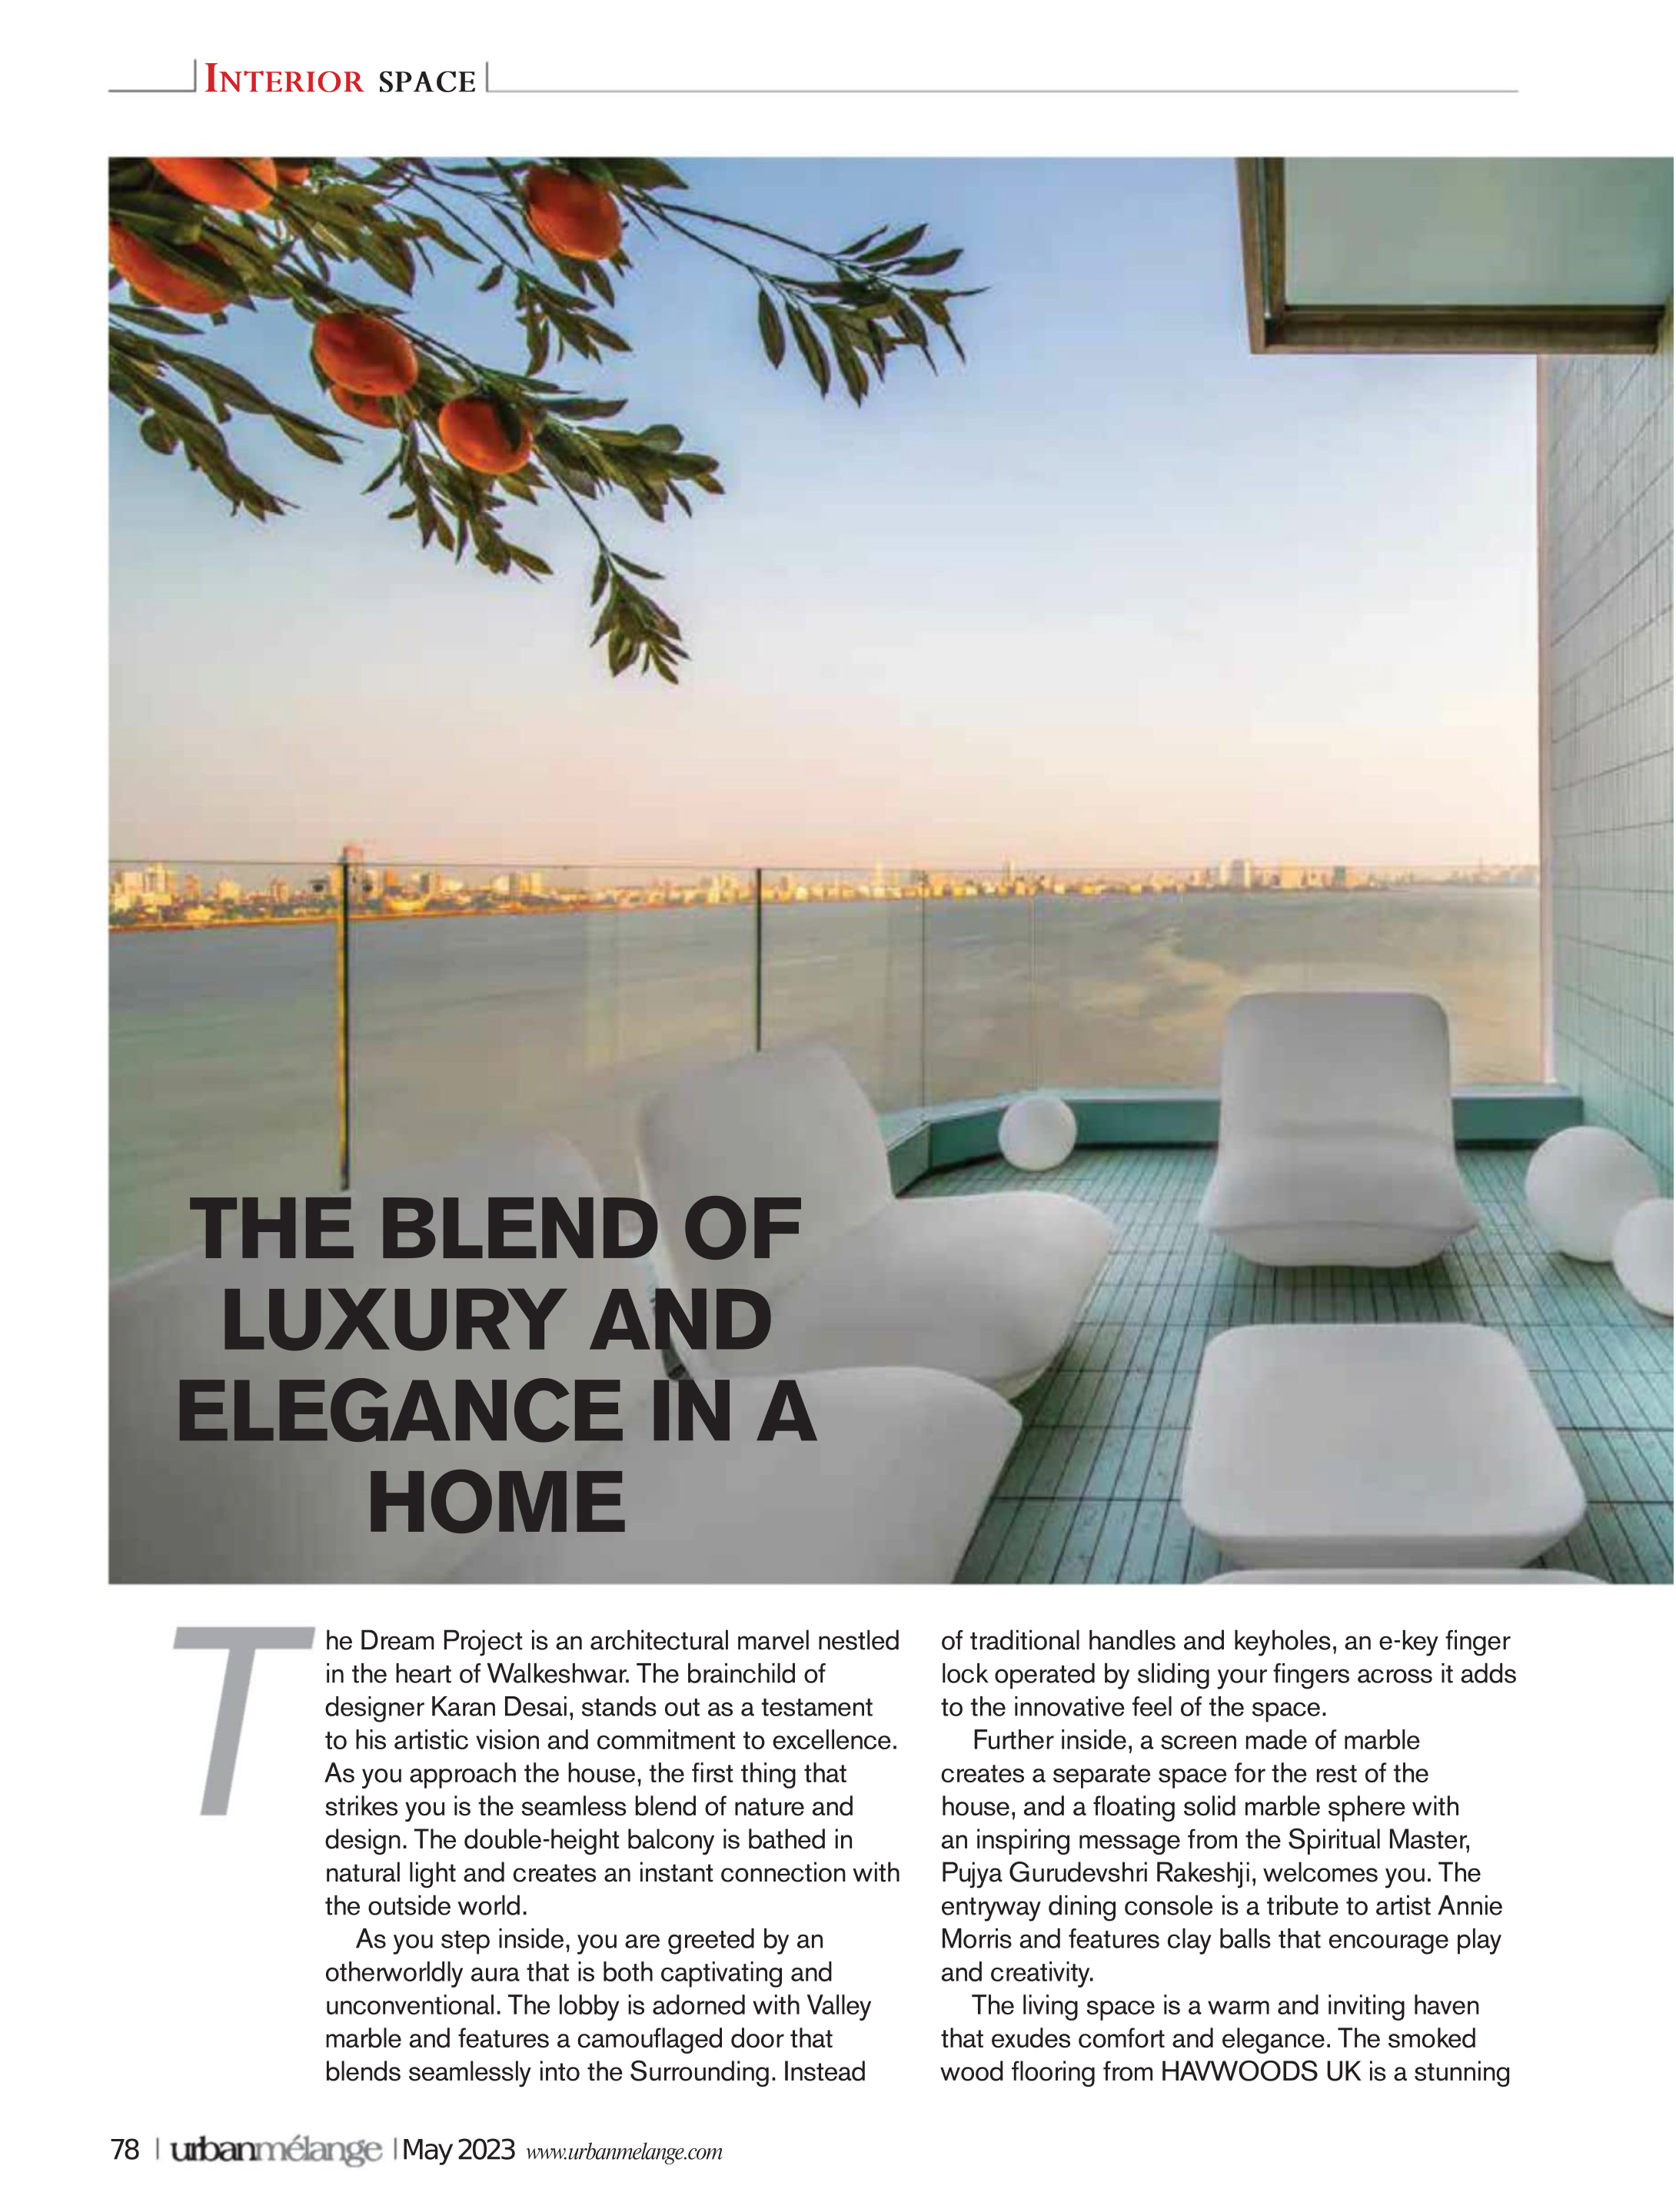 INTERIOR SPACE
THE BLEND OF
LUXURY AND
ELEGANCE IN A
HOME
The Dream Project is an architectural marvel nestled
in the heart of Walkeshwar. The brainchild of
designer Karan Desai, stands out as a testament
to his artistic vision and commitment to excellence.
As you approach the house, the first thing that
strikes you is the seamless blend of nature and
design. The double-height balcony is bathed in
natural light and creates an instant connection with
the outside world.
As you step inside, you are greeted by an
otherworldly aura that is both captivating and
unconventional. The lobby is adorned with Valley
marble and features a camouflaged door that
blends seamlessly into the Surrounding. Instead
of traditional handles and keyholes, an e-key finger
lock operated by sliding your fingers across it adds
to the innovative feel of the space.
Further inside, a screen made of marble
creates a separate space for the rest of the
house, and a floating solid marble sphere with
an inspiring message from the Spiritual Master,
Pujya Gurudevshri Rakeshji, welcomes you. The
entryway dining console is a tribute to artist Annie
Morris and features clay balls that encourage play
and creativity.
The living space is a warm and inviting haven
that exudes comfort and elegance. The smoked
wood flooring from HAVWOODS UK is a stunning
78 | urbanmélange | May 2023 www.urbanmelange.com